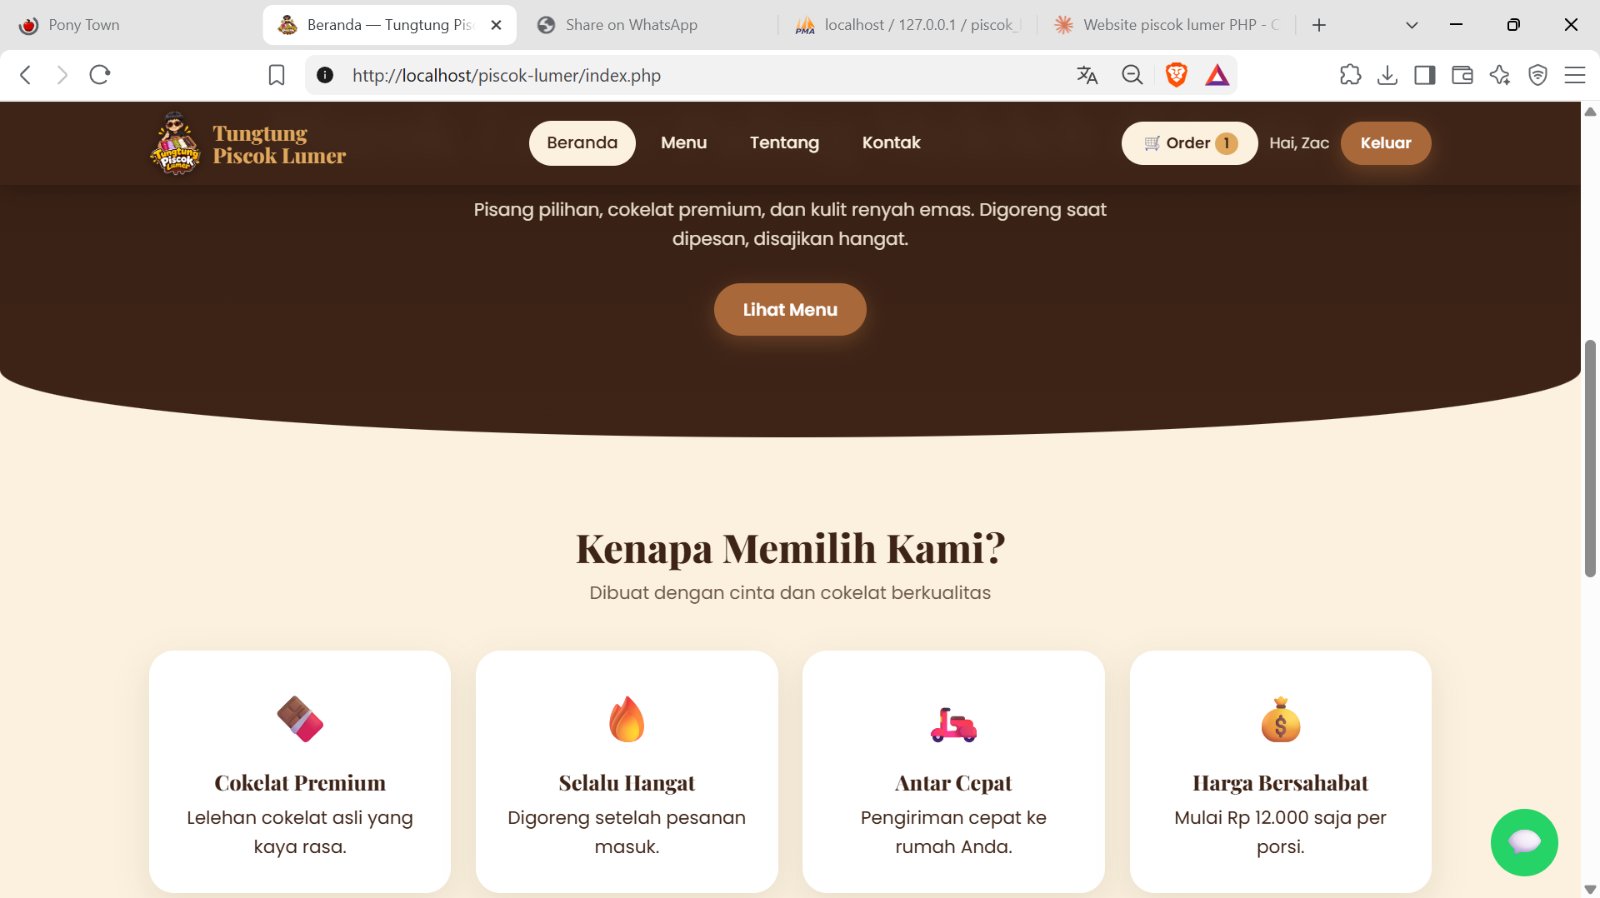 Pony Town
Beranda — Tungtung Pis
Share on WhatsApp
PMA
localhost / 127.0.0.1 / piscok_
Website piscok lumer PHP - C
http://localhost/piscok-lumer/index.php
Tungtung
Piscok
Lumer
Tungtung
Piscok Lumer
Beranda
Menu
Tentang
Kontak
Order 1
Hai, Zac
Keluar
Pisang pilihan, cokelat premium, dan kulit renyah emas. Digoreng saat
dipesan, disajikan hangat.
Lihat Menu
Kenapa Memilih Kami?
Dibuat dengan cinta dan cokelat berkualitas
Cokelat Premium
Lelehan cokelat asli yang
kaya rasa.
Selalu Hangat
Digoreng setelah pesanan
masuk.
Antar Cepat
Pengiriman cepat ke
rumah Anda.
Harga Bersahabat
Mulai Rp 12.000 saja per
porsi.